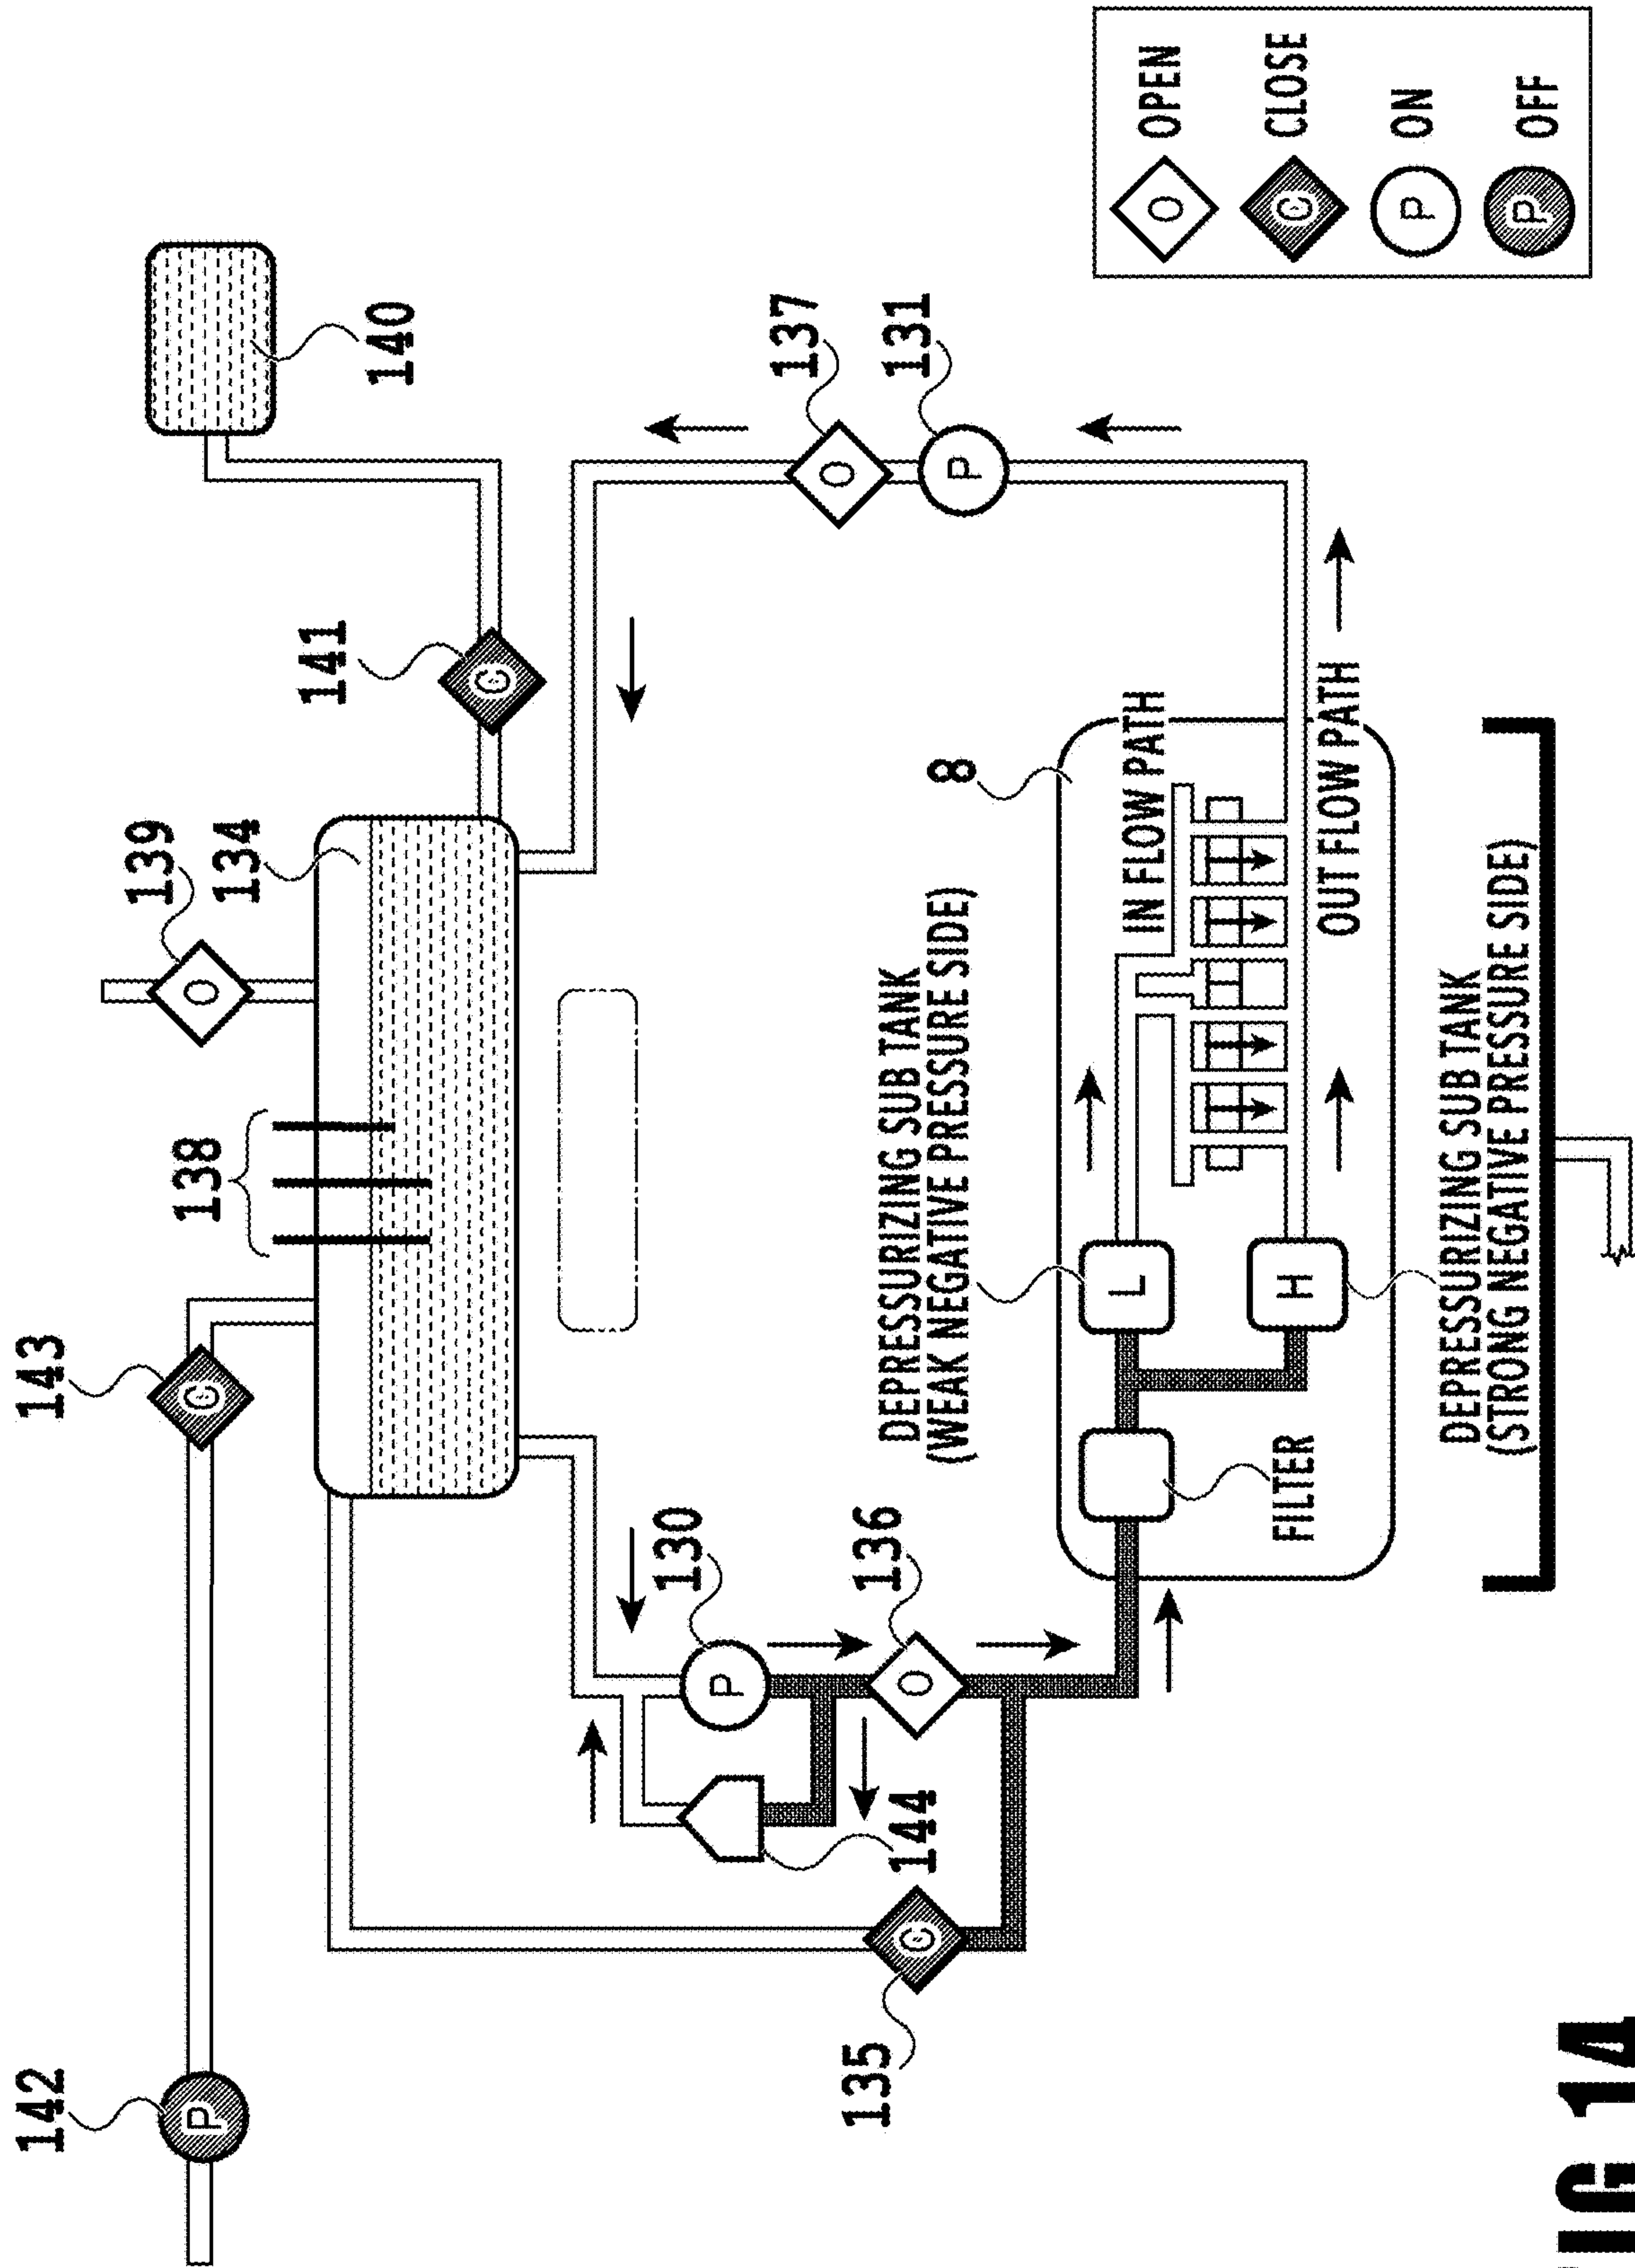 142
P
143
C
139
O
138
134
141
C
140
130
P
137
O
135
C
136
O
131
P
144
DEPRESSURIZING SUB TANK
(WEAK NEGATIVE PRESSURE SIDE)
8
L
IN FLOW PATH
FILTER
H
OUT FLOW PATH
DEPRESSURIZING SUB TANK
(STRONG NEGATIVE PRESSURE SIDE)
O OPEN
C CLOSE
P ON
P OFF
IG 14